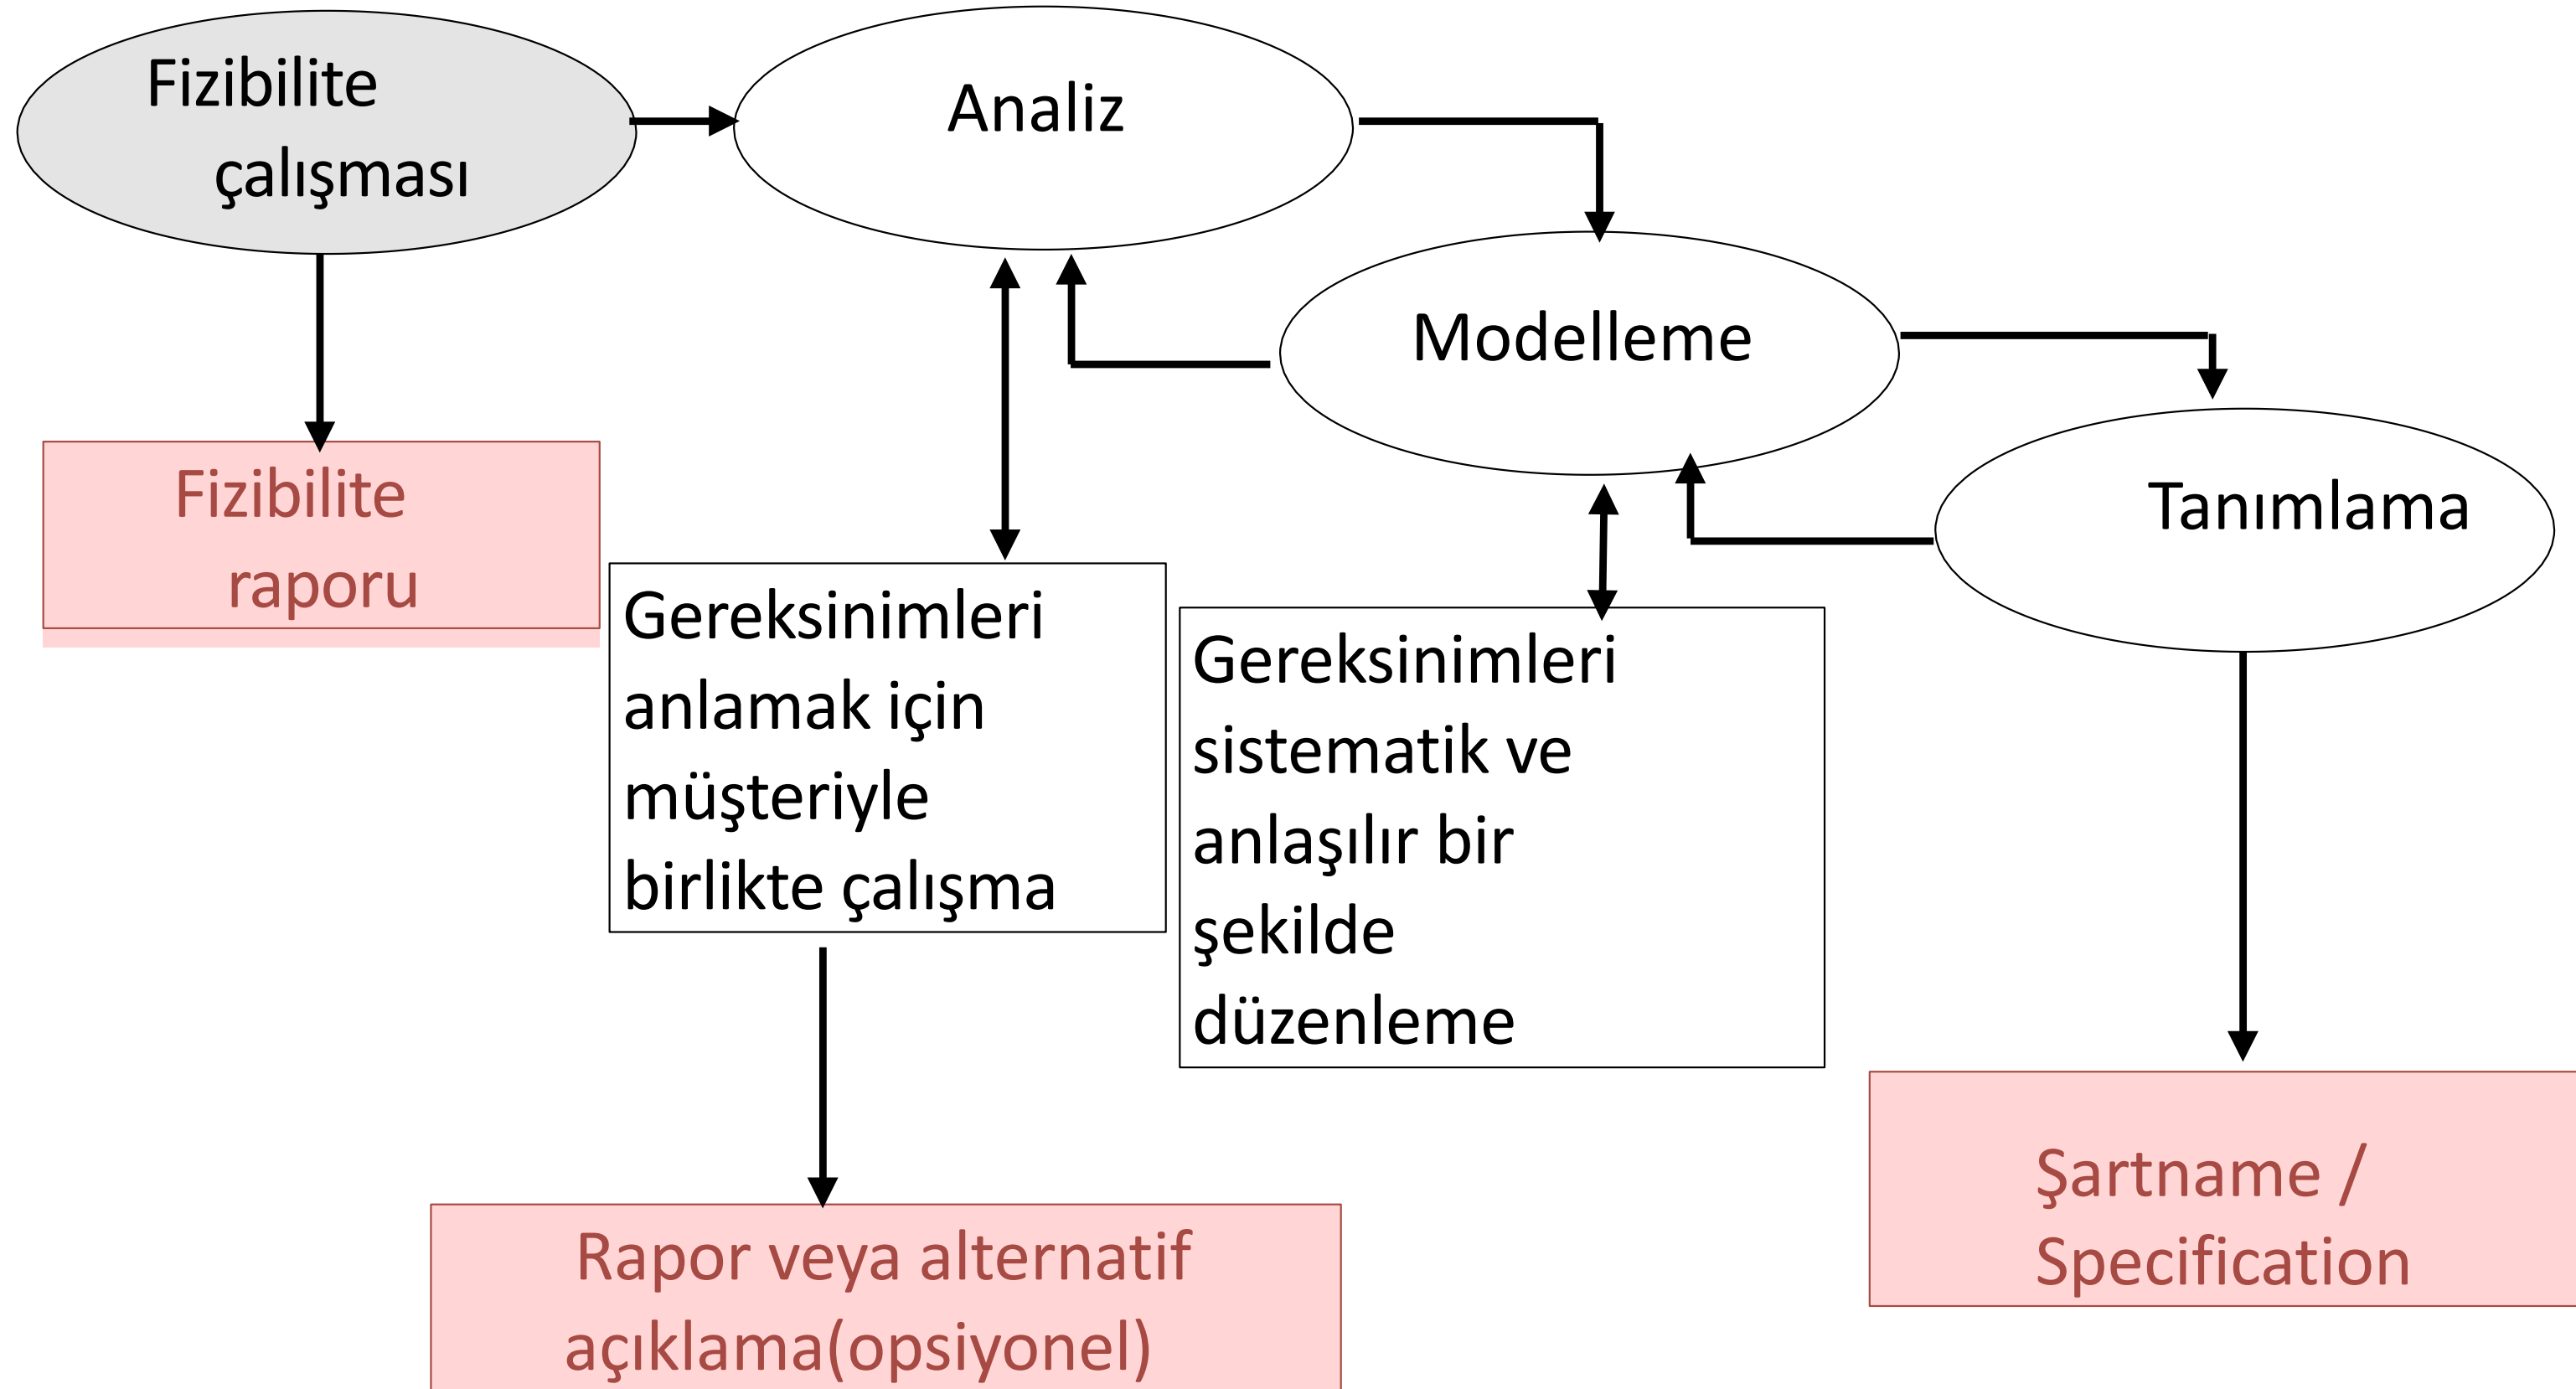 Fizibilite
çalışması
Analiz
Modelleme
Tanımlama
Fizibilite
raporu
Gereksinimleri
anlamak için
müşteriyle
birlikte çalışma
Gereksinimleri
sistematik ve
anlaşılır bir
şekilde
düzenleme
Rapor veya alternatif
açıklama(opsiyonel)
Şartname /
Specification